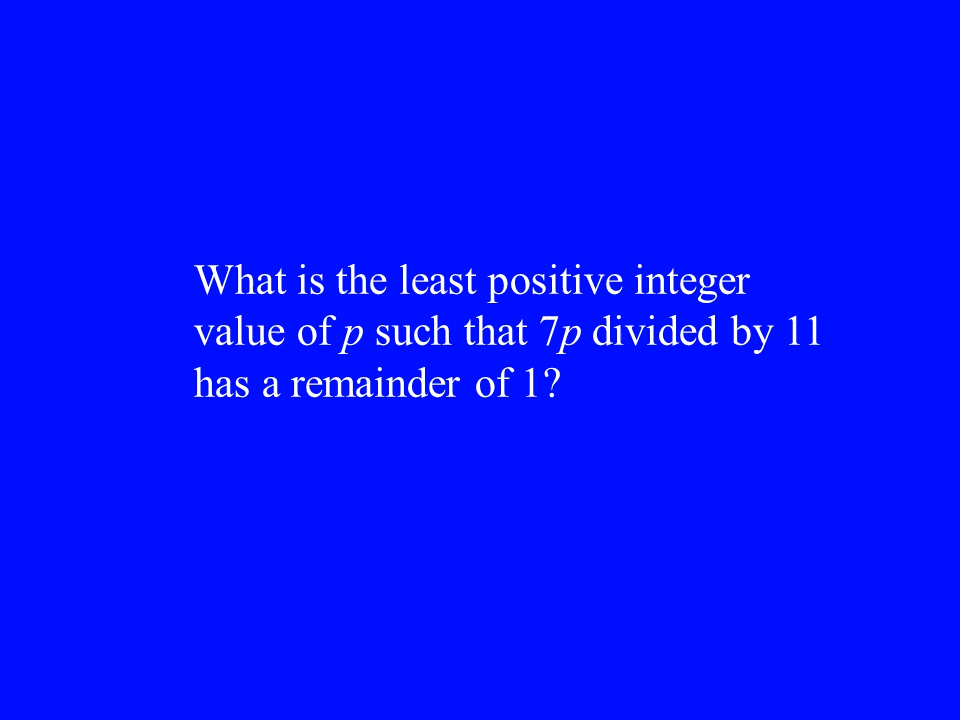 What is the least positive integer
value of p such that 7p divided by 11
has a remainder of 1?